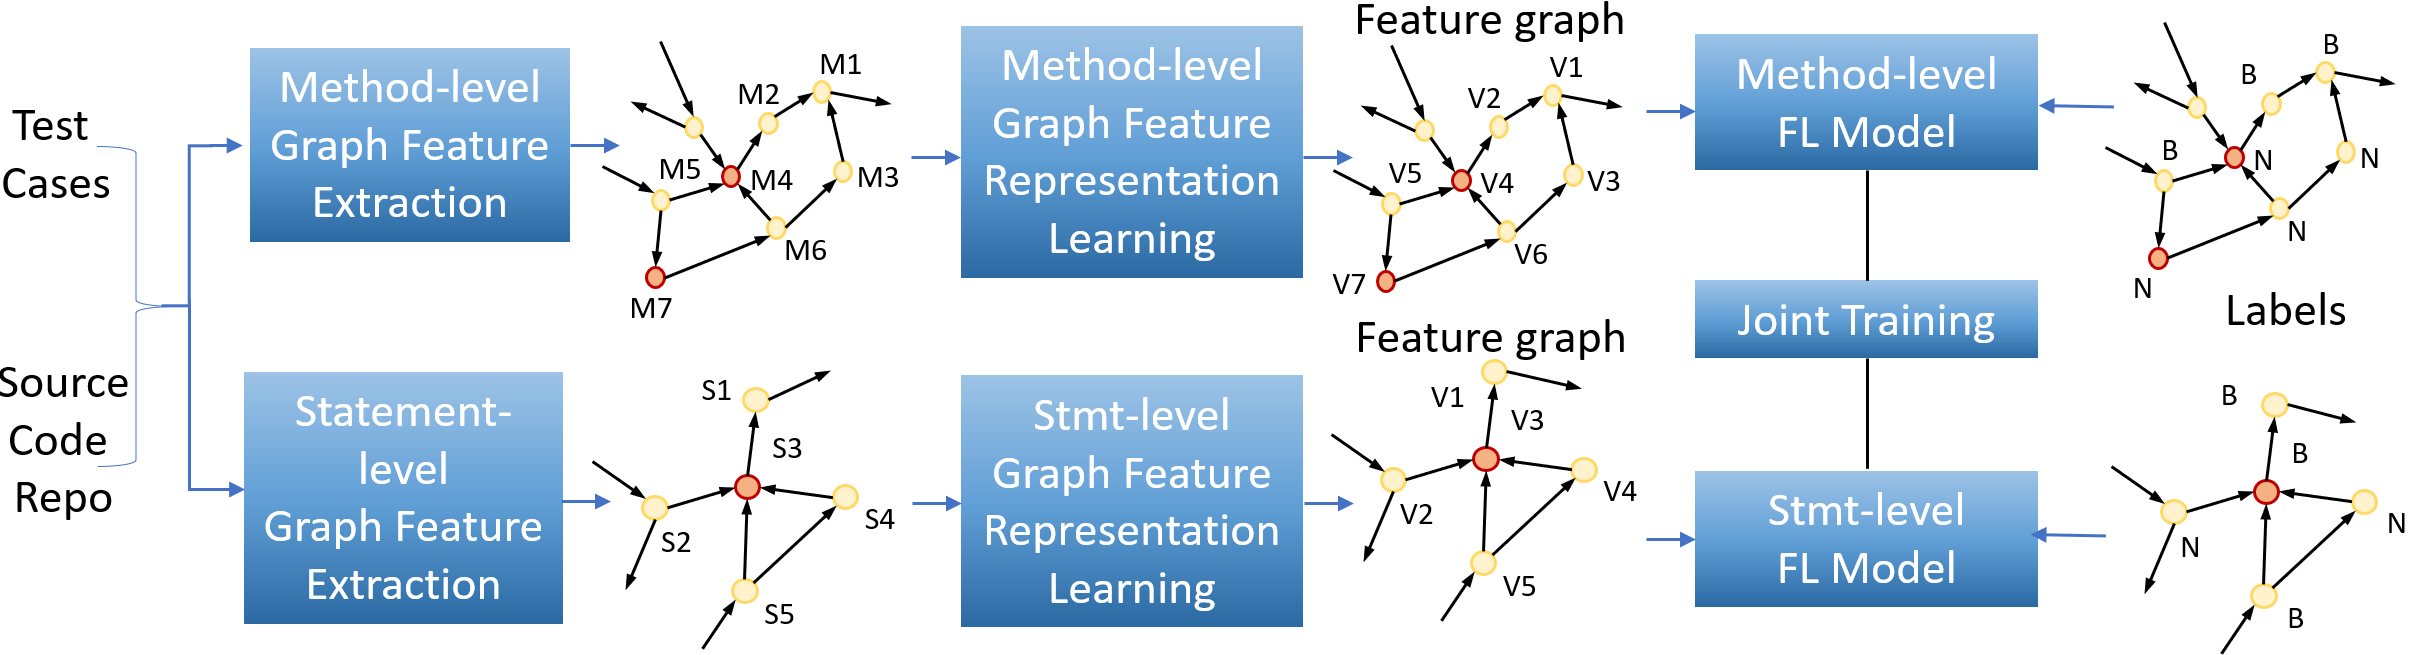 Test
Cases
Source
Code
Repo
Method-level
Graph Feature
Extraction
M1
M2
M3
M4
M5
M6
M7
Method-level
Graph Feature
Representation
Learning
Feature graph
V1
V2
V3
V4
V5
V6
V7
Method-level
FL Model
B
B
B
N
N
N
N
Labels
Joint Training
Statement-
level
Graph Feature
Extraction
S1
S3
S2
S4
S5
Stmt-level
Graph Feature
Representation
Learning
Feature graph
V1
V3
V2
V4
V5
Stmt-level
FL Model
B
B
N
N
B